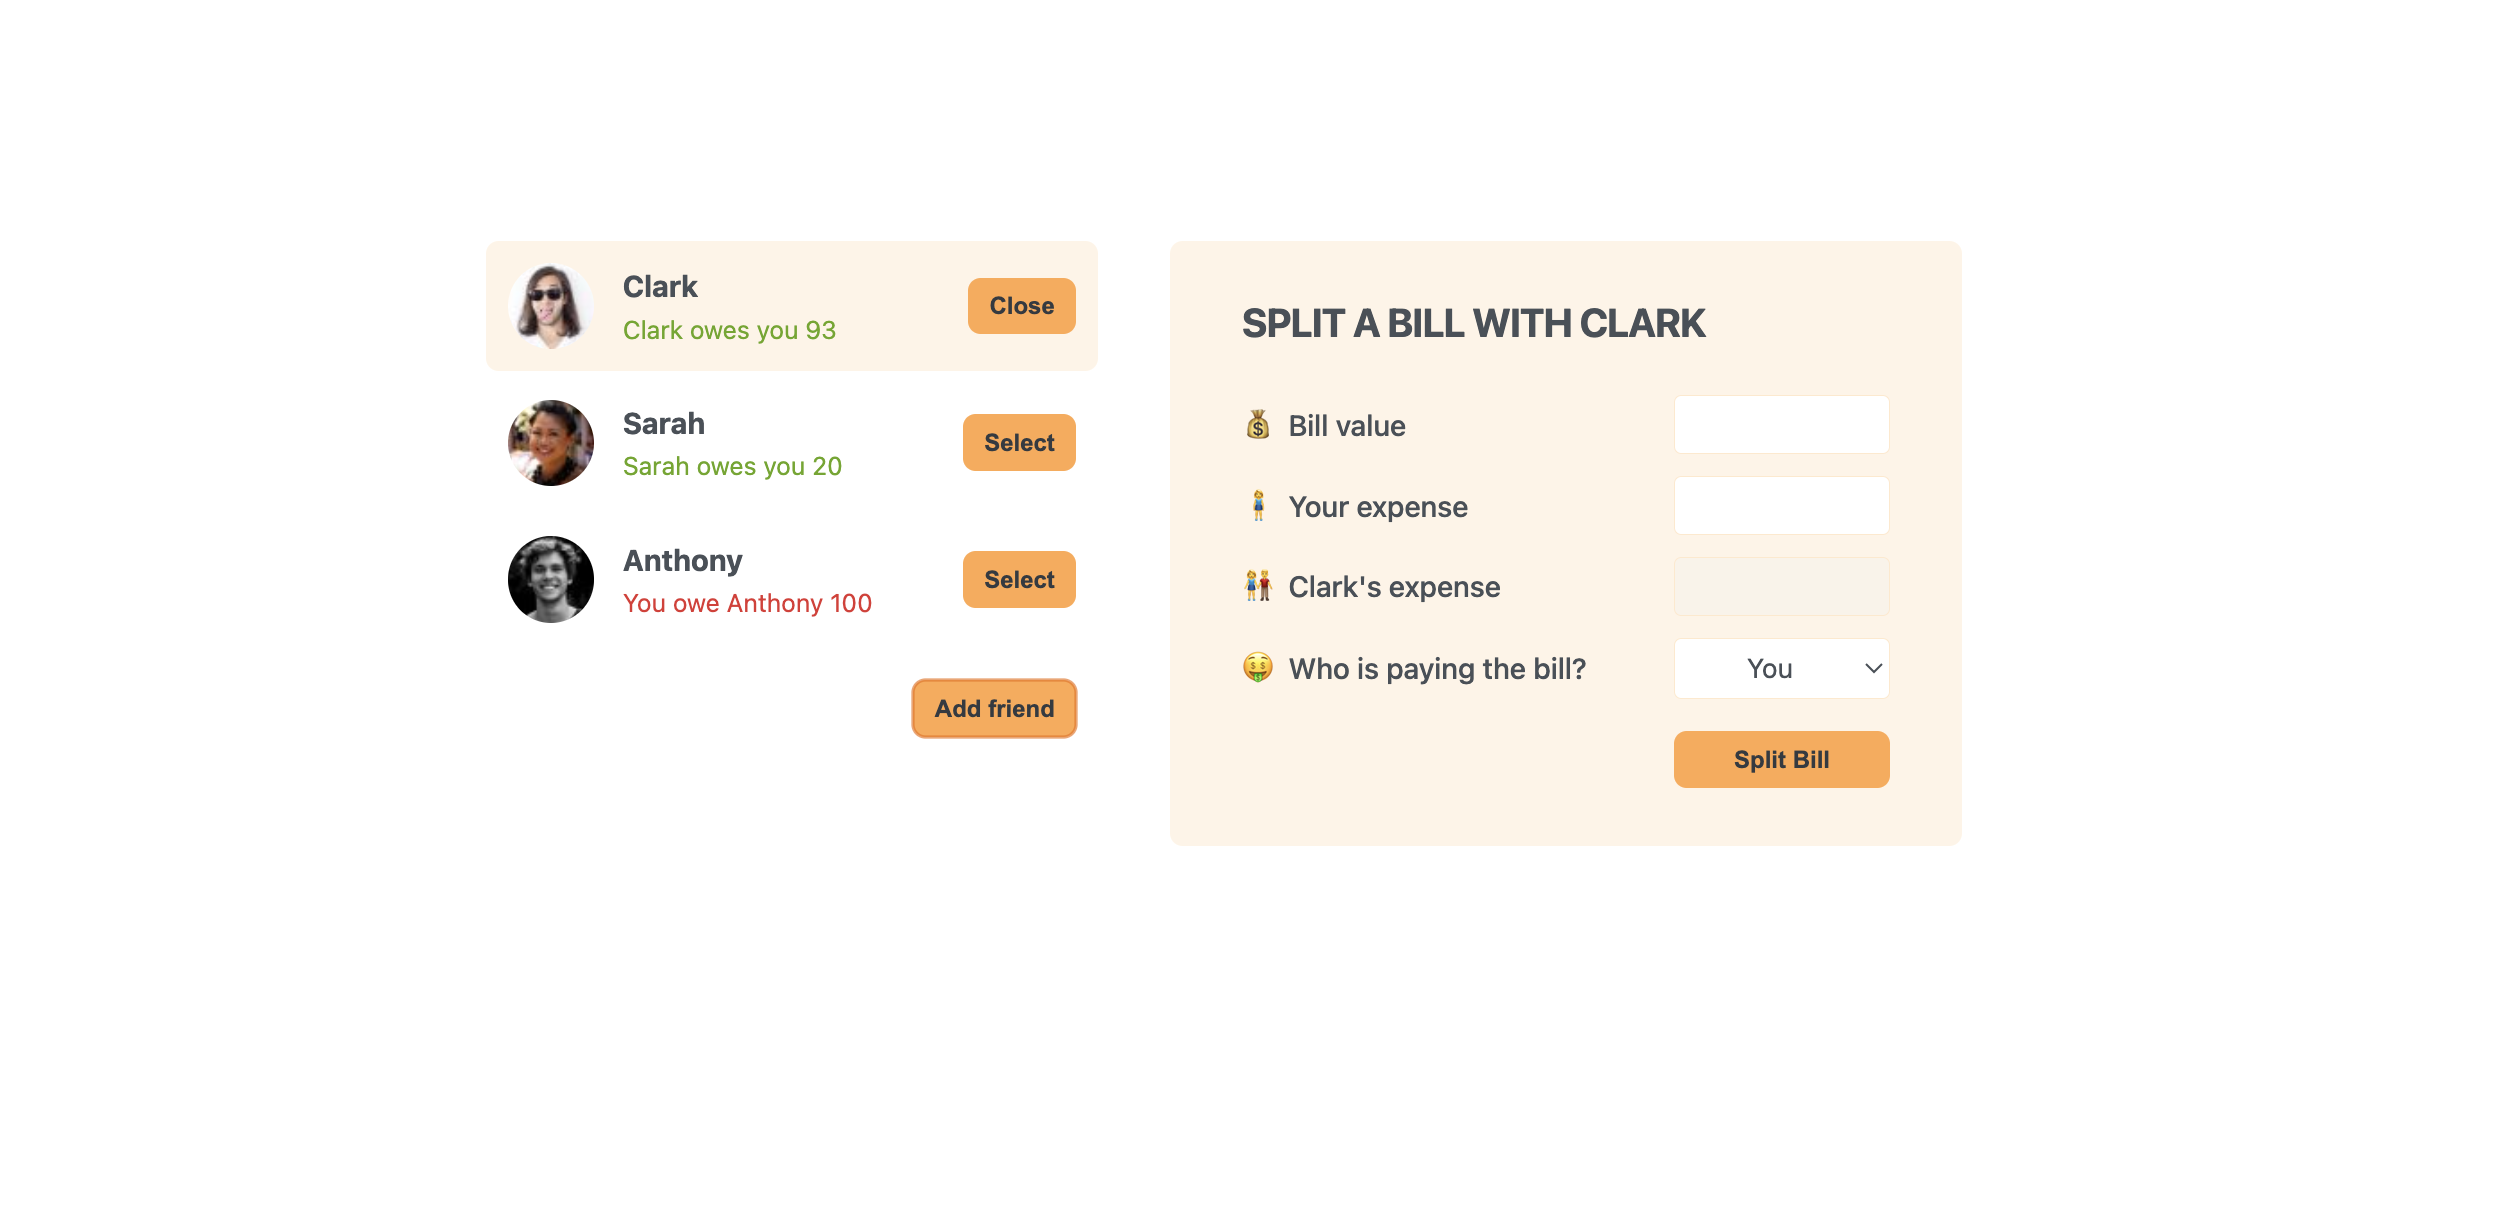 Clark
Clark owes you 93
Close
Sarah
Sarah owes you 20
Select
Anthony
You owe Anthony 100
Select
Add friend
SPLIT A BILL WITH CLARK
Bill value
Your expense
Clark's expense
Who is paying the bill? You
Split Bill